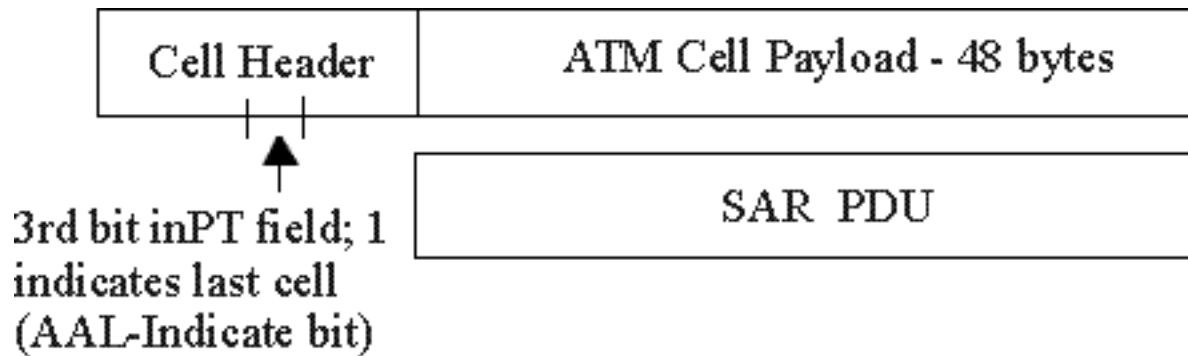 Cell Header
ATM Cell Payload - 48 bytes
SAR PDU
3rd bit inPT field; 1
indicates last cell
(AAL-Indicate bit)